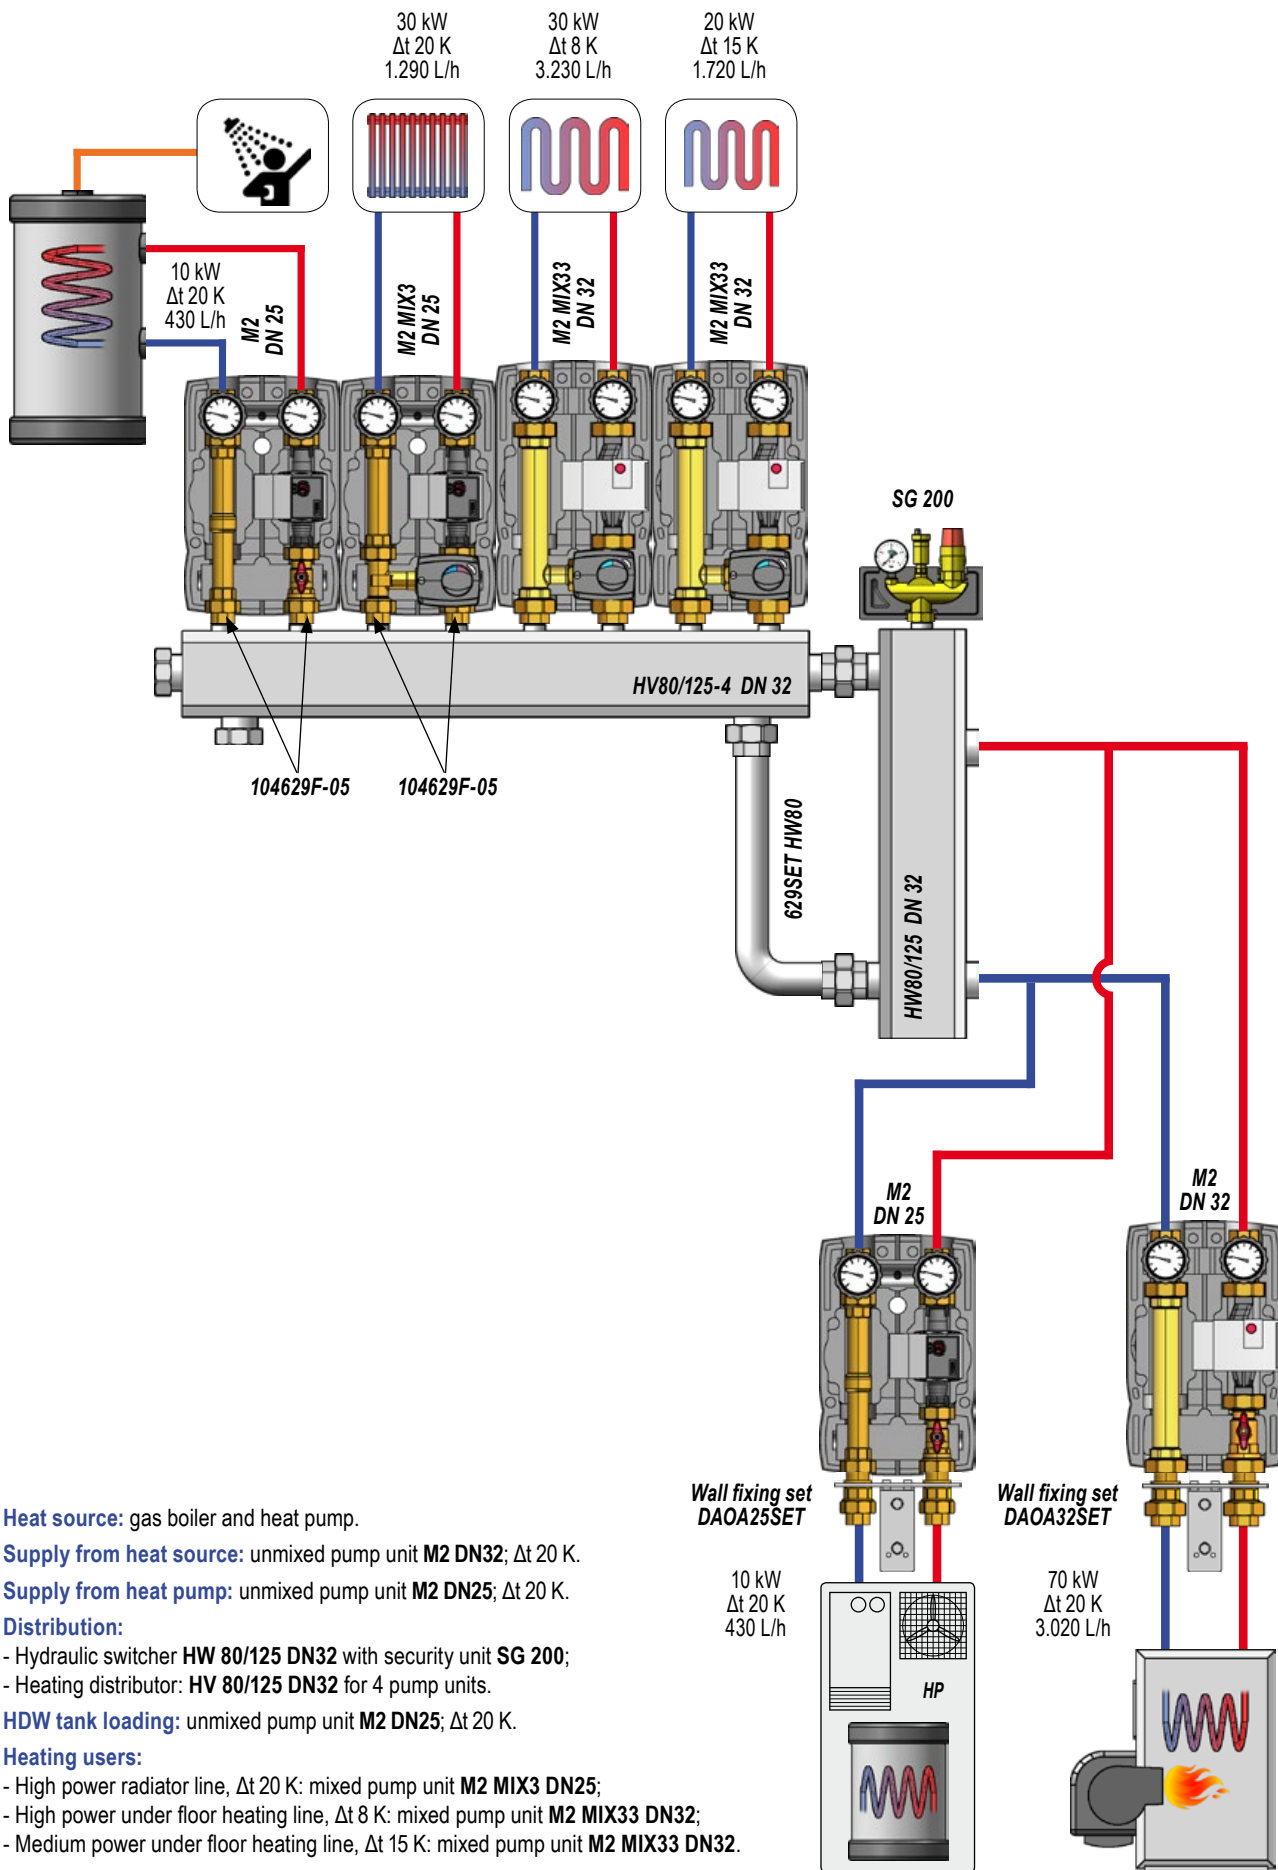 30 kW
Δt 20 K
1.290 L/h
30 kW
Δt 8 K
3.230 L/h
20 kW
Δt 15 K
1.720 L/h
10 kW
Δt 20 K
430 L/h
M2
DN 25
M2 MIX3
DN 25
M2 MIX33
DN 32
M2 MIX33
DN 32
SG 200
HV80/125-4 DN 32
104629F-05
104629F-05
629SET HW80
HW80/125 DN 32
M2
DN 25
M2
DN 32
Wall fixing set
DAOA25SET
Wall fixing set
DAOA32SET
10 kW
Δt 20 K
430 L/h
70 kW
Δt 20 K
3.020 L/h
HP
Heat source: gas boiler and heat pump.
Supply from heat source: unmixed pump unit M2 DN32; Δt 20 K.
Supply from heat pump: unmixed pump unit M2 DN25; Δt 20 K.
Distribution:
- Hydraulic switcher HW 80/125 DN32 with security unit SG 200;
- Heating distributor: HV 80/125 DN32 for 4 pump units.
HDW tank loading: unmixed pump unit M2 DN25; Δt 20 K.
Heating users:
- High power radiator line, Δt 20 K: mixed pump unit M2 MIX3 DN25;
- High power under floor heating line, Δt 8 K: mixed pump unit M2 MIX33 DN32;
- Medium power under floor heating line, Δt 15 K: mixed pump unit M2 MIX33 DN32.